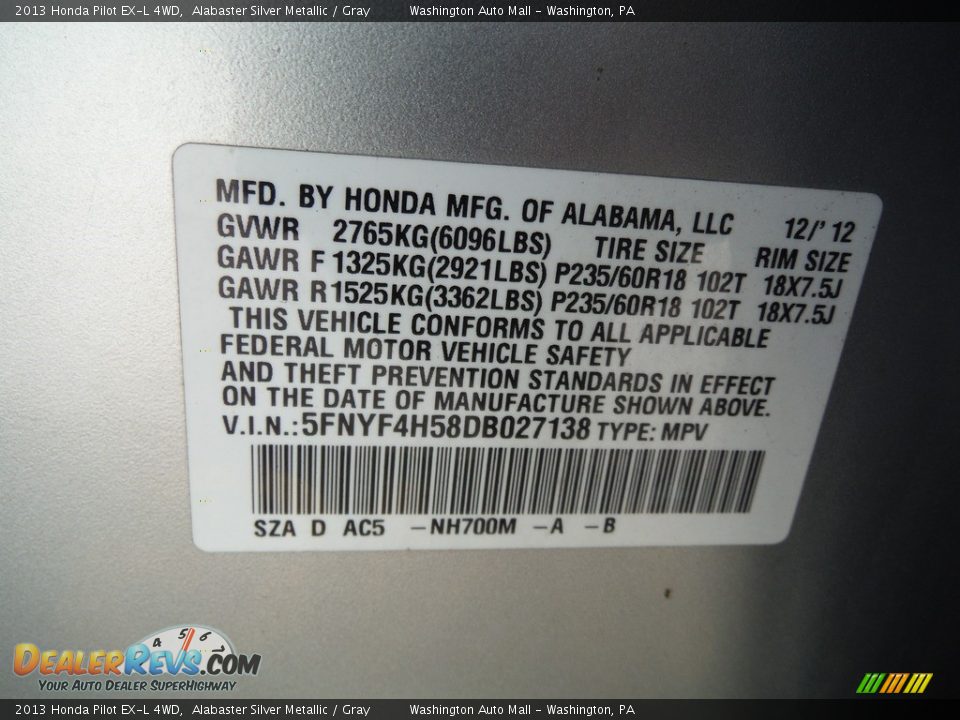 2013 Honda Pilot EX-L 4WD, Alabaster Silver Metallic / Gray Washington Auto Mall - Washington, PA
MFD. BY HONDA MFG. OF ALABAMA, LLC 12/' 12
GVWR 2765KG(6096LBS) TIRE SIZE RIM SIZE
GAWR F 1325KG(2921LBS) P235/60R18 102T 18X7.5J
GAWR R 1525KG(3362LBS) P235/60R18 102T 18X7.5J
THIS VEHICLE CONFORMS TO ALL APPLICABLE
FEDERAL MOTOR VEHICLE SAFETY
AND THEFT PREVENTION STANDARDS IN EFFECT
ON THE DATE OF MANUFACTURE SHOWN ABOVE.
V.I.N.: 5FNYF4H58DB027138 TYPE: MPV
SZA D AC5 -NH700M -A -B
4 5 6
DEALERREVS.COM
YOUR AUTO DEALER SUPERHIGHWAY
2013 Honda Pilot EX-L 4WD, Alabaster Silver Metallic / Gray Washington Auto Mall - Washington, PA